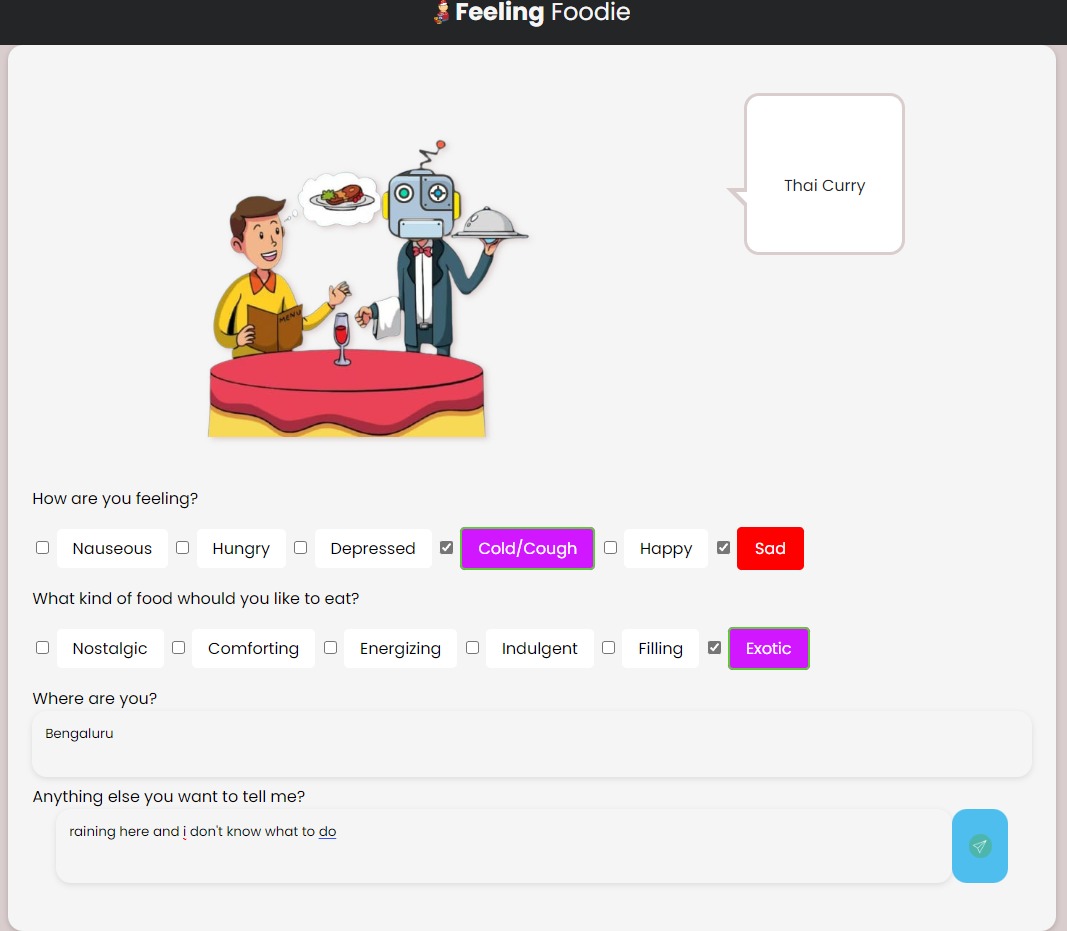 Feeling Foodie
Thai Curry
MENU
How are you feeling?
Nauseous Hungry Depressed Cold/Cough Happy Sad
What kind of food whould you like to eat?
Nostalgic Comforting Energizing Indulgent Filling Exotic
Where are you?
Bengaluru
Anything else you want to tell me?
raining here and i don't know what to do